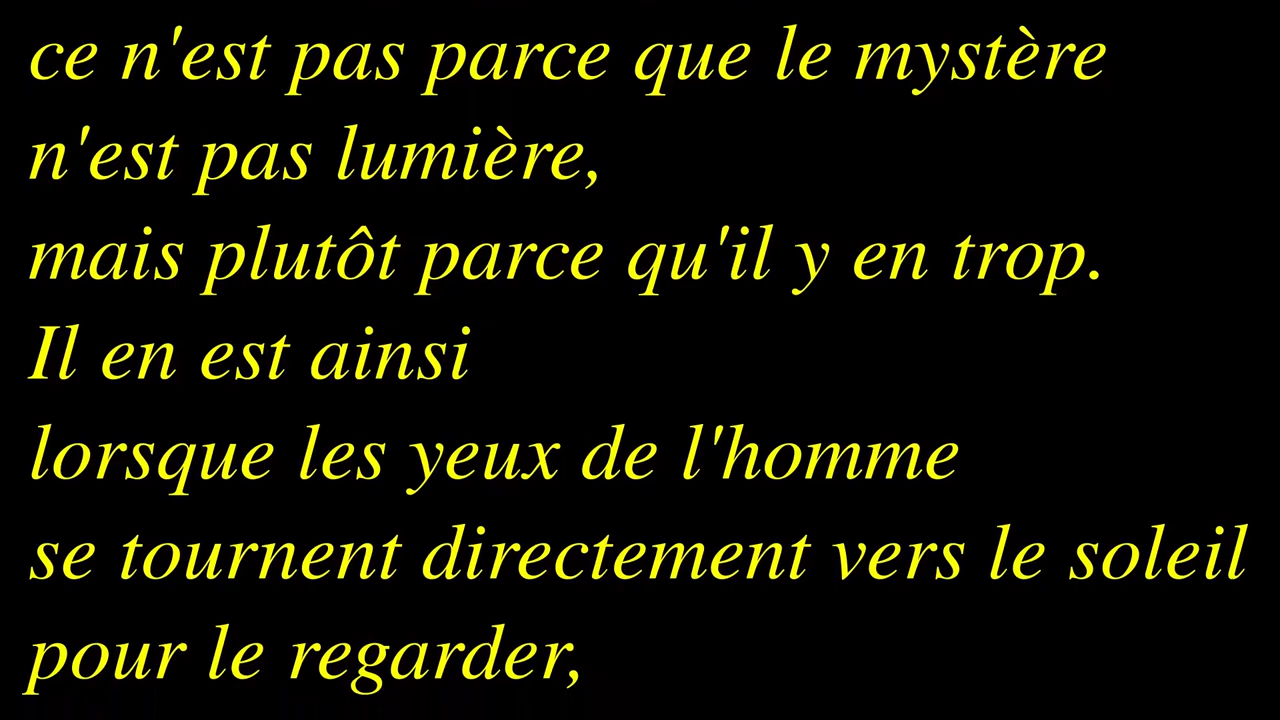 ce n'est pas parce que le mystère
n'est pas lumière,
mais plutôt parce qu'il y en trop.
Il en est ainsi
lorsque les yeux de l'homme
se tournent directement vers le soleil
pour le regarder,